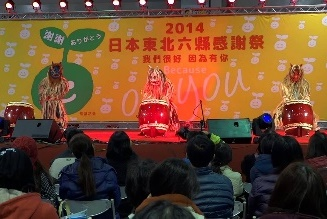 謝謝
ありがとう
2014
日本東北六縣感謝祭
我們很好 因為有你
Because
OF YOU